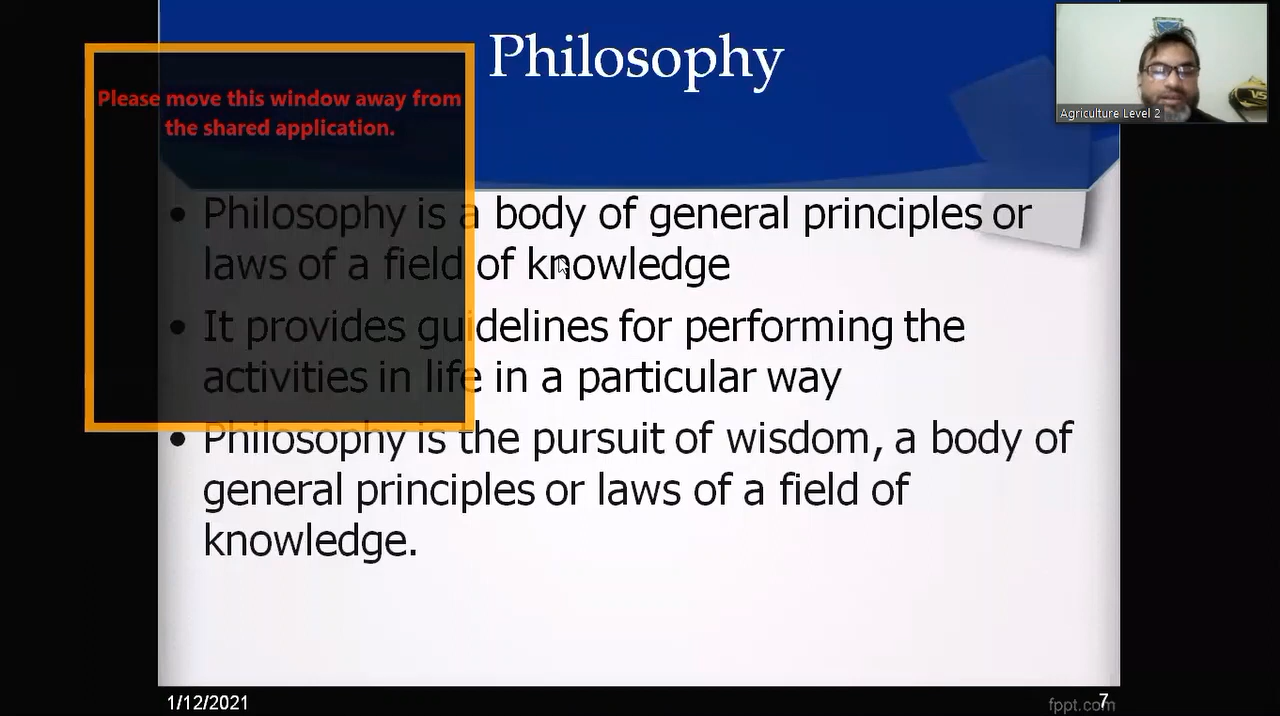 Philosophy
Agriculture Level 2
Please move this window away from
the shared application.
• Philosophy is a body of general principles or
laws of a field of knowledge
• It provides guidelines for performing the
activities in life in a particular way
• Philosophy is the pursuit of wisdom, a body of
general principles or laws of a field of
knowledge.
1/12/2021
fppt.com
7